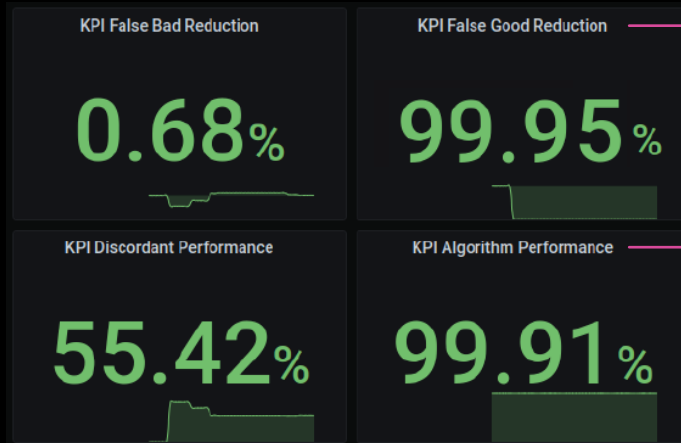 KPI False Bad Reduction
0.68%
KPI False Good Reduction
99.95%
KPI Discordant Performance
55.42%
KPI Algorithm Performance
99.91%